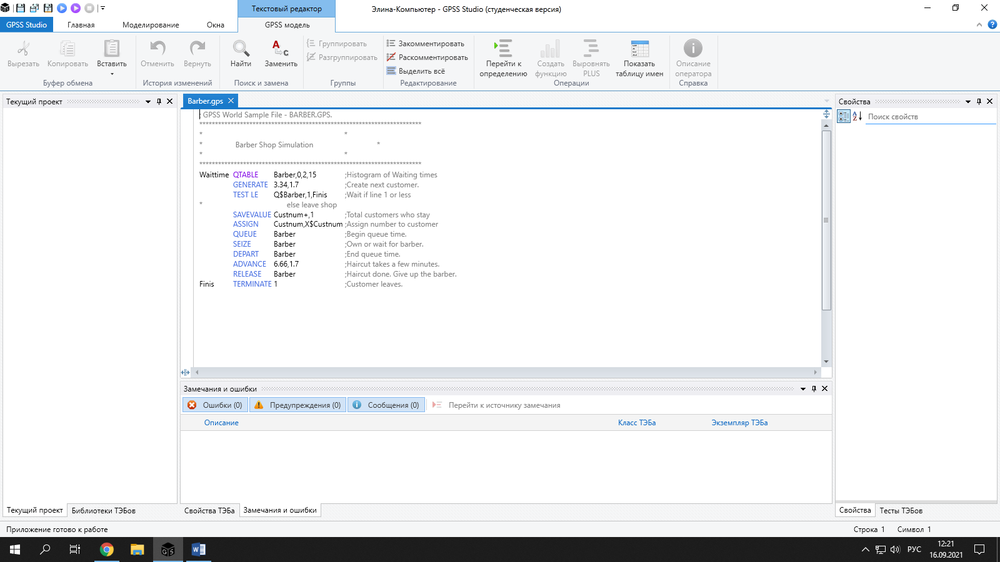 Текстовый редактор
Элина-Компьютер - GPSS Studio (студенческая версия)
GPSS Studio Главная Моделирование Окна GPSS модель
Вырезать Копировать Вставить
Буфер обмена
Отменить Вернуть
История изменений
Найти Заменить
Поиск и замена
Группировать
Разгруппировать
Группы
Закомментировать
Раскомментировать
Выделить всё
Редактирование
Перейти к определению
Создать функцию
Выровнять PLUS
Показать таблицу имен
Операции
Описание оператора
Справка
Текущий проект
Barber.gps
Свойства
Поиск свойств
; GPSS World Sample File - BARBER.GPS.
***********************************************************************
* *
* Barber Shop Simulation *
* *
***********************************************************************
Waittime QTABLE Barber,0,2,15 ;Histogram of Waiting times
GENERATE 3.34,1.7 ;Create next customer.
TEST LE Q$Barber,1,Finis ;Wait if line 1 or less
* else leave shop
SAVEVALUE Custnum+,1 ;Total customers who stay
ASSIGN Custnum,X$Custnum ;Assign number to customer
QUEUE Barber ;Begin queue time.
SEIZE Barber ;Own or wait for barber.
DEPART Barber ;End queue time.
ADVANCE 6.66,1.7 ;Haircut takes a few minutes.
RELEASE Barber ;Haircut done. Give up the barber.
Finis TERMINATE 1 ;Customer leaves.
Замечания и ошибки
Ошибки (0) Предупреждения (0) Сообщения (0) Перейти к источнику замечания
Описание Класс ТЭБа Экземпляр ТЭБа
Текущий проект Библиотеки ТЭБов
Свойства ТЭБа Замечания и ошибки
Свойства Тесты ТЭБов
Приложение готово к работе
Строка 1 Символ 1
РУС
12:21
16.09.2021